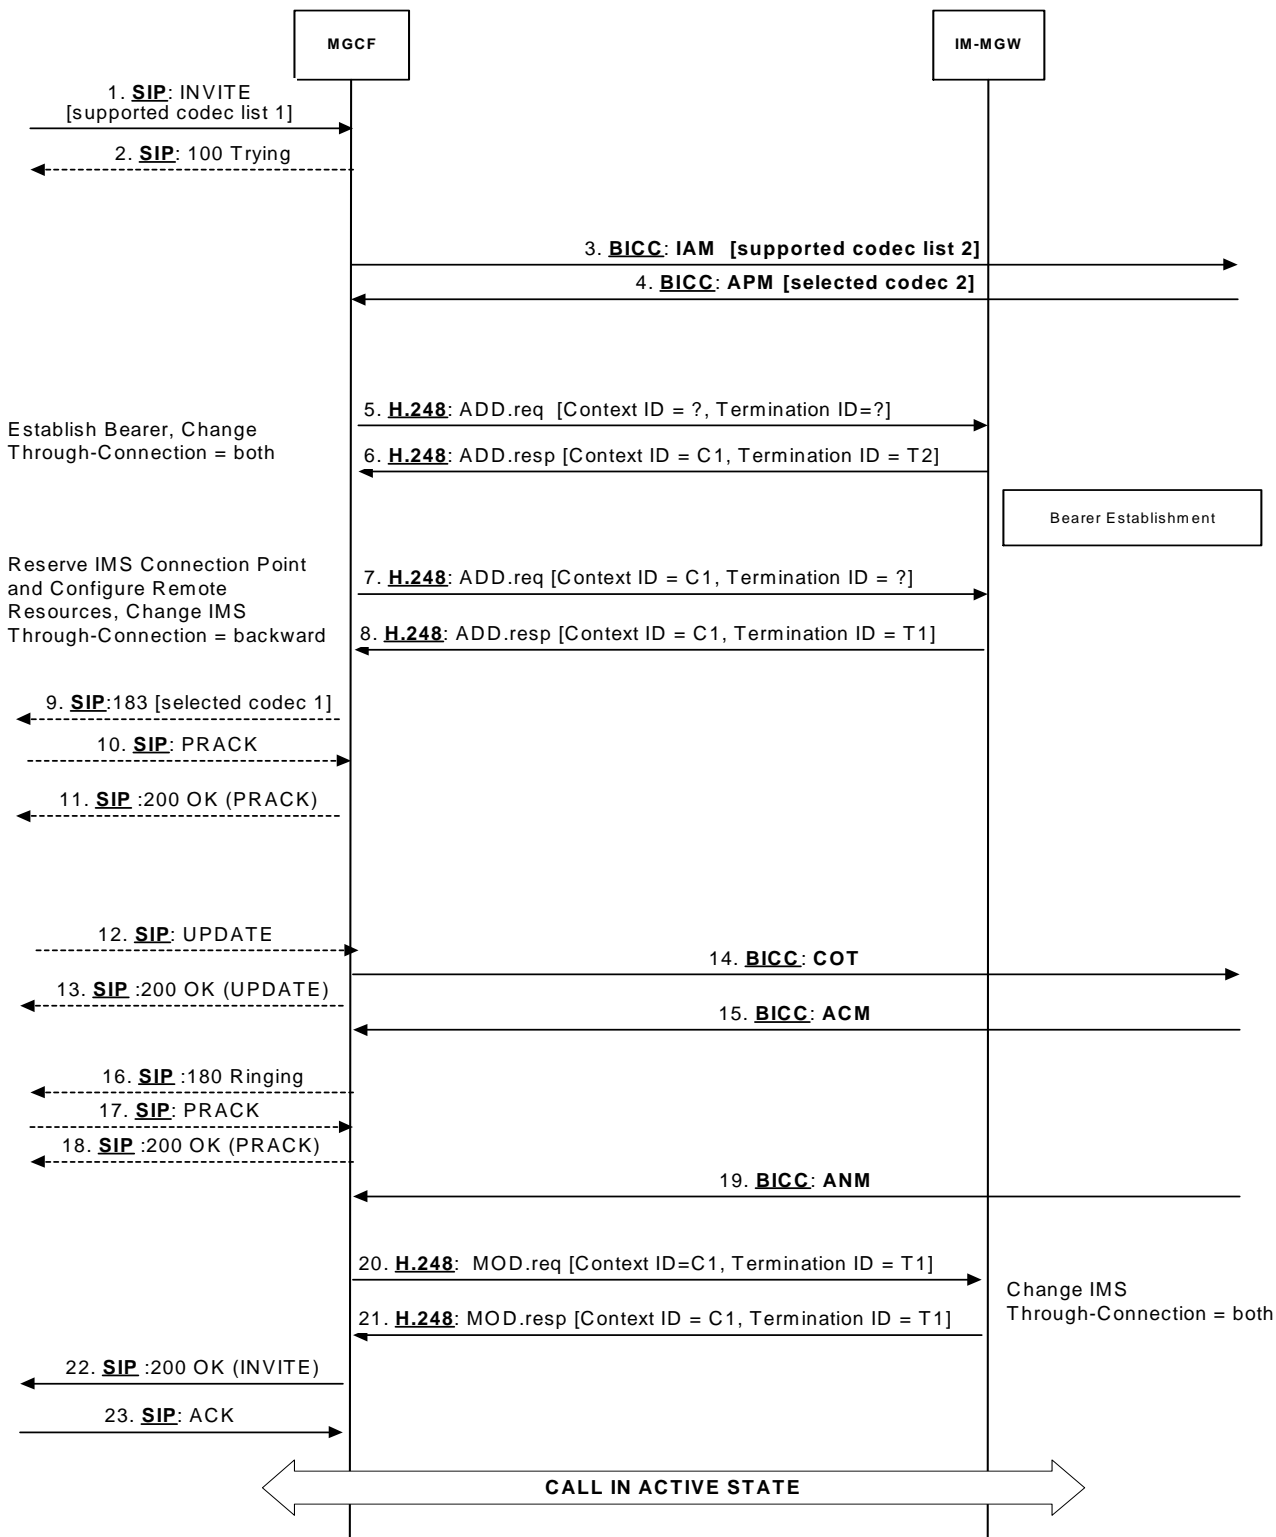 MGCF
IM-MGW
1. SIP: INVITE
[supported codec list 1]
2. SIP: 100 Trying
3. BICC: IAM [supported codec list 2]
4. BICC: APM [selected codec 2]
5. H.248: ADD.req [Context ID = ?, Termination ID=?]
Establish Bearer, Change
Through-Connection = both
6. H.248: ADD.resp [Context ID = C1, Termination ID = T2]
Bearer Establishment
Reserve IMS Connection Point
and Configure Remote
Resources, Change IMS
Through-Connection = backward
7. H.248: ADD.req [Context ID = C1, Termination ID = ?]
8. H.248: ADD.resp [Context ID = C1, Termination ID = T1]
9. SIP:183 [selected codec 1]
10. SIP: PRACK
11. SIP :200 OK (PRACK)
12. SIP: UPDATE
14. BICC: COT
13. SIP :200 OK (UPDATE)
15. BICC: ACM
16. SIP :180 Ringing
17. SIP: PRACK
18. SIP :200 OK (PRACK)
19. BICC: ANM
20. H.248: MOD.req [Context ID=C1, Termination ID = T1]
Change IMS
Through-Connection = both
21. H.248: MOD.resp [Context ID = C1, Termination ID = T1]
22. SIP :200 OK (INVITE)
23. SIP: ACK
CALL IN ACTIVE STATE